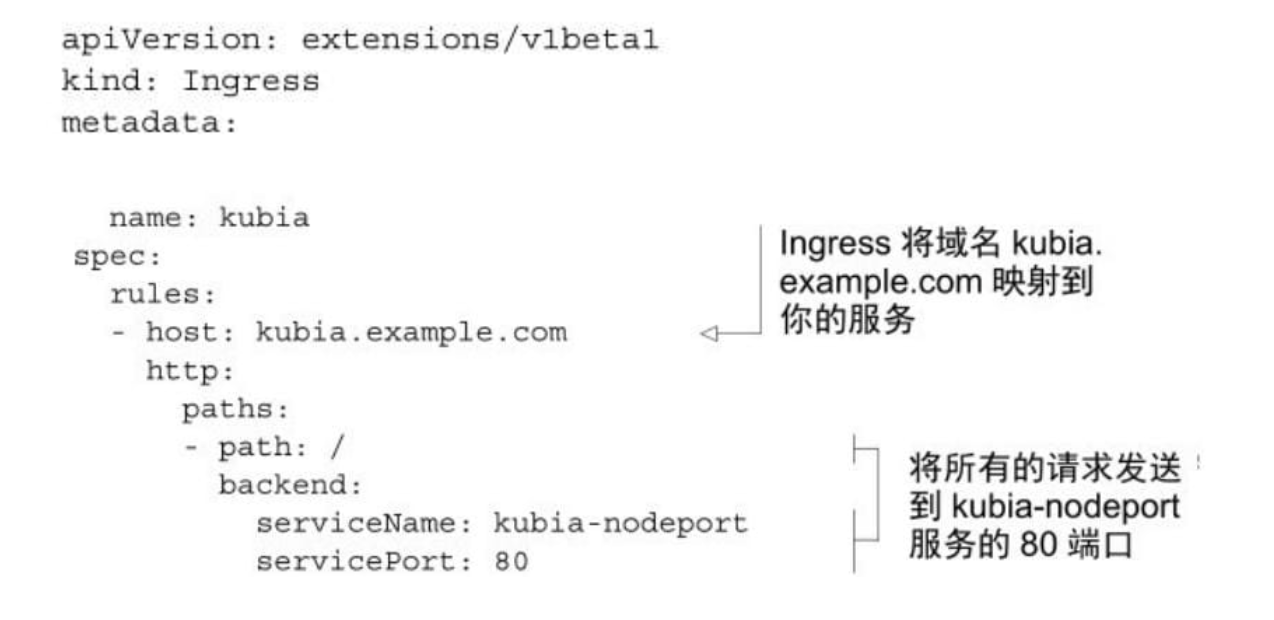 apiVersion: extensions/v1beta1
kind: Ingress
metadata:
name: kubia
spec:
rules:
- host: kubia.example.com
http:
paths:
- path: /
backend:
serviceName: kubia-nodeport
servicePort: 80
Ingress 将域名 kubia.
example.com 映射到
你的服务
将所有的请求发送
到 kubia-nodeport
服务的 80 端口